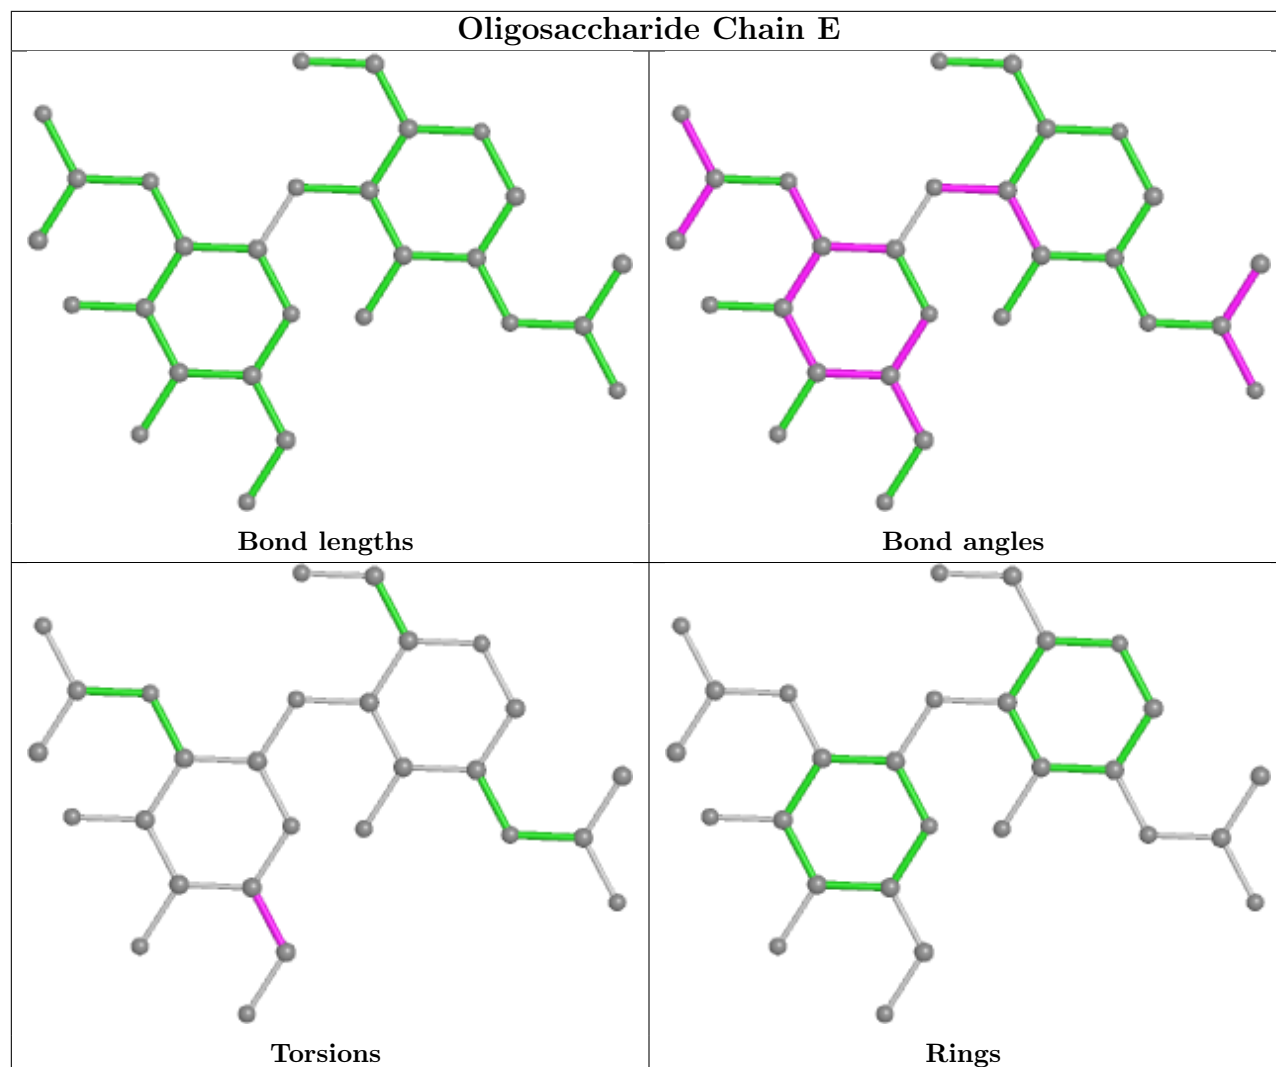 Oligosaccharide Chain E
Bond lengths
Bond angles
Torsions
Rings